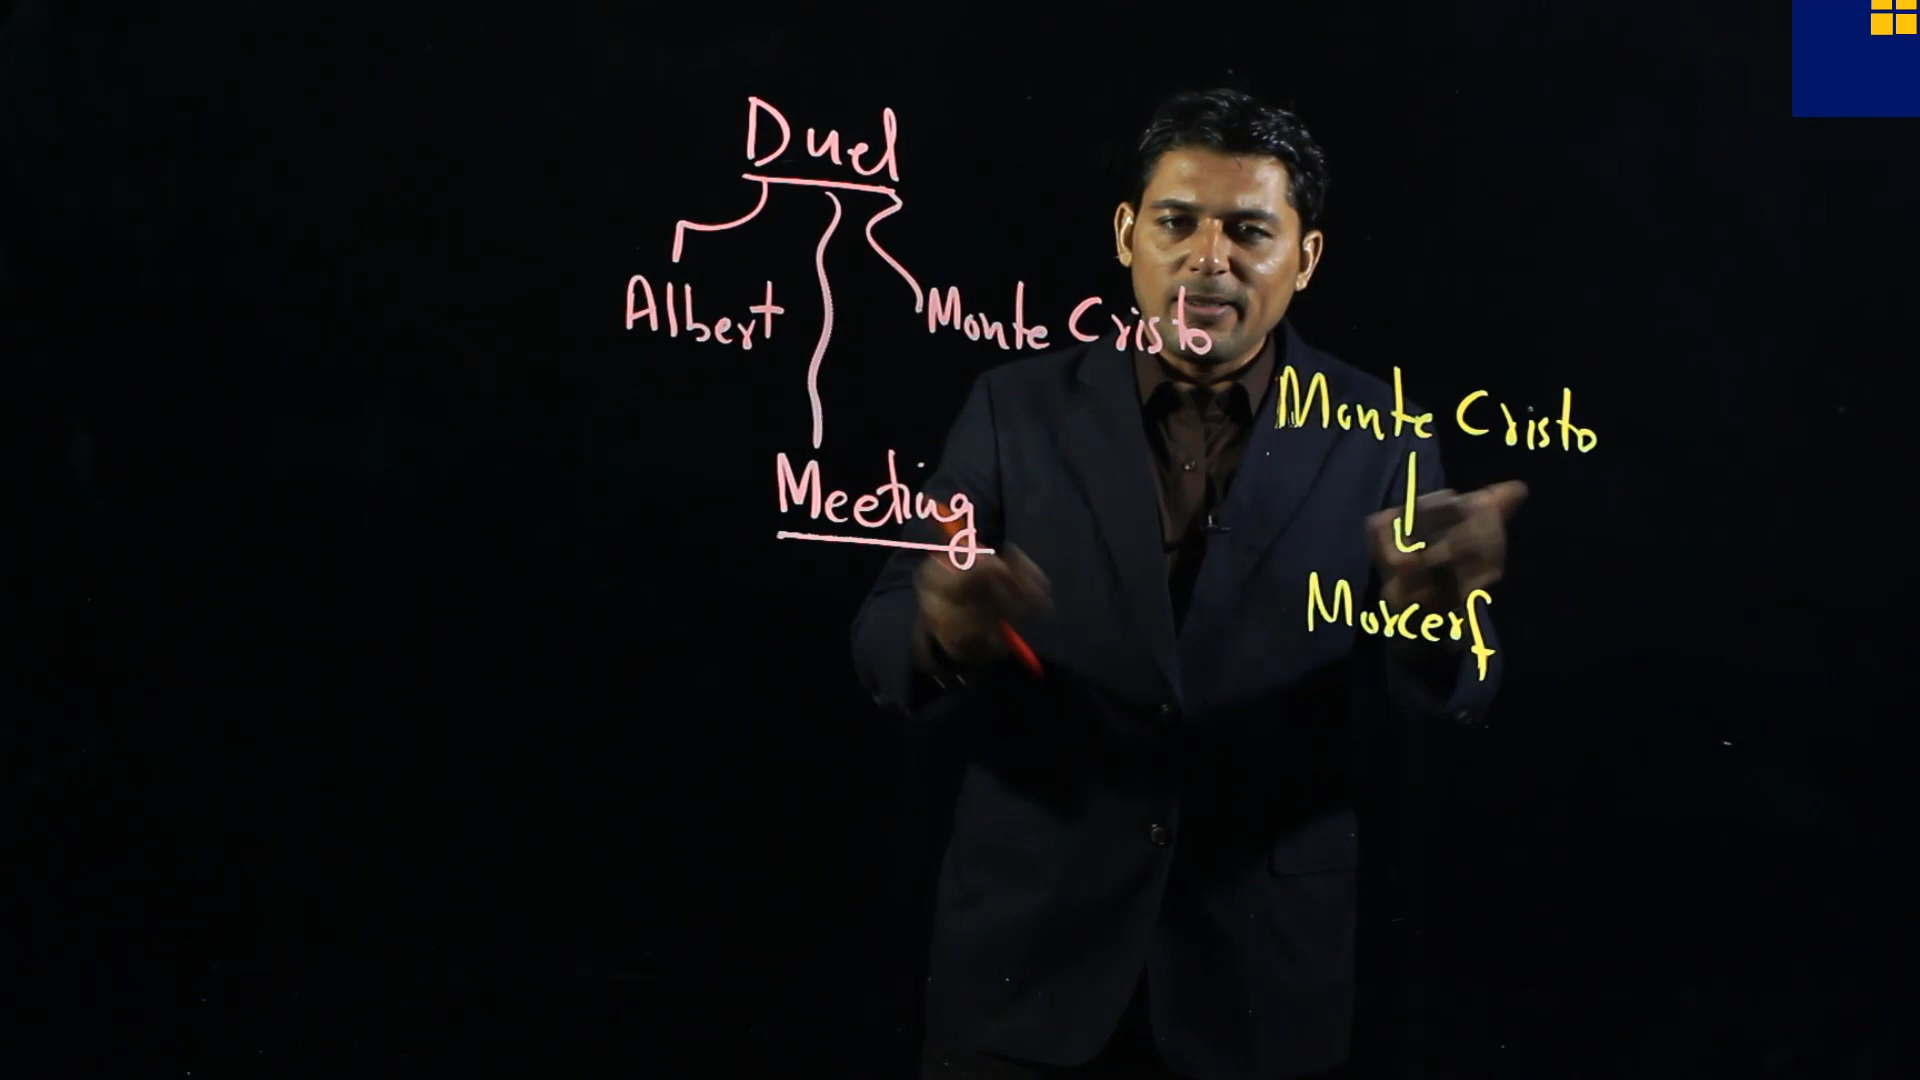 Duel
Albert
Monte Cristo
Meeting
Monte Cristo
Morcerf